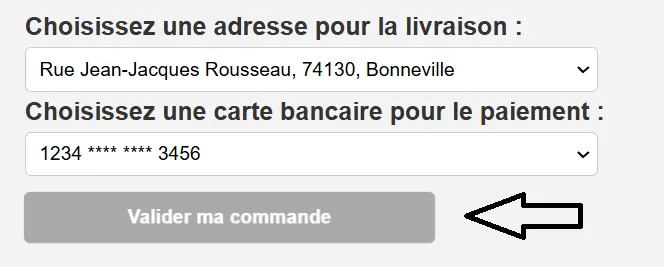 Choisissez une adresse pour la livraison :
Rue Jean-Jacques Rousseau, 74130, Bonneville
Choisissez une carte bancaire pour le paiement :
1234 **** **** 3456
Valider ma commande